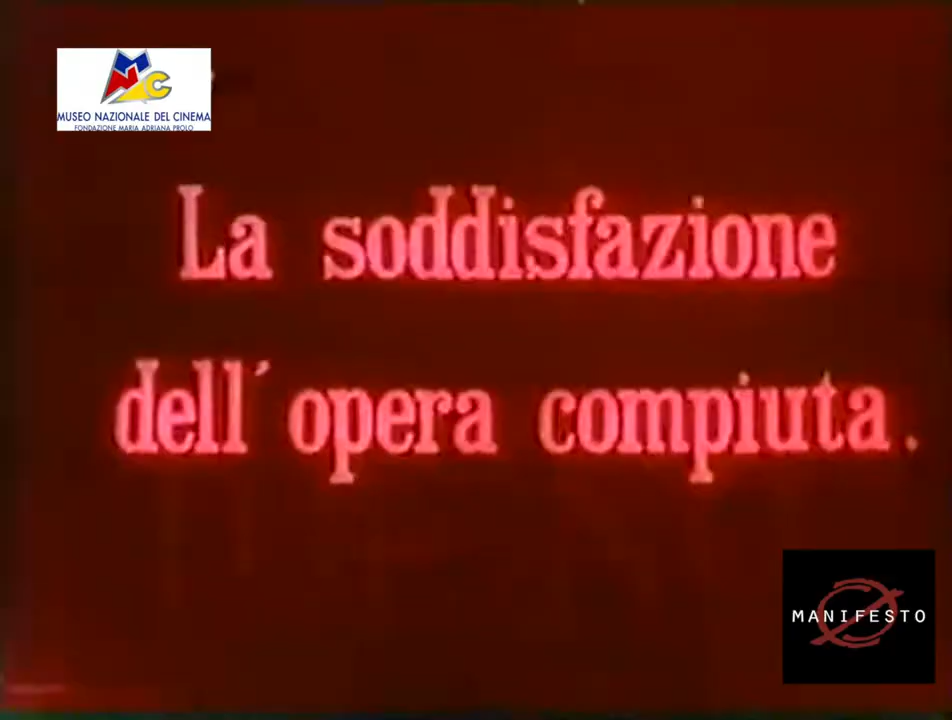 MUSEO NAZIONALE DEL CINEMA
FONDAZIONE MARIA ADRIANA PROLO
La soddisfazione
dell'opera compiuta.
MANIFESTO